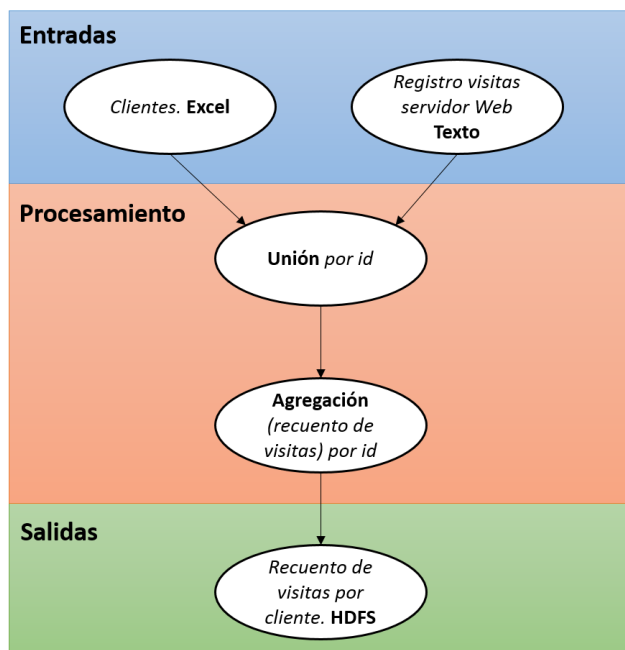 Entradas
Clientes. Excel
Registro visitas
servidor Web
Texto
Procesamiento
Unión por id
Agregación
(recuento de
visitas) por id
Salidas
Recuento de
visitas por
cliente. HDFS